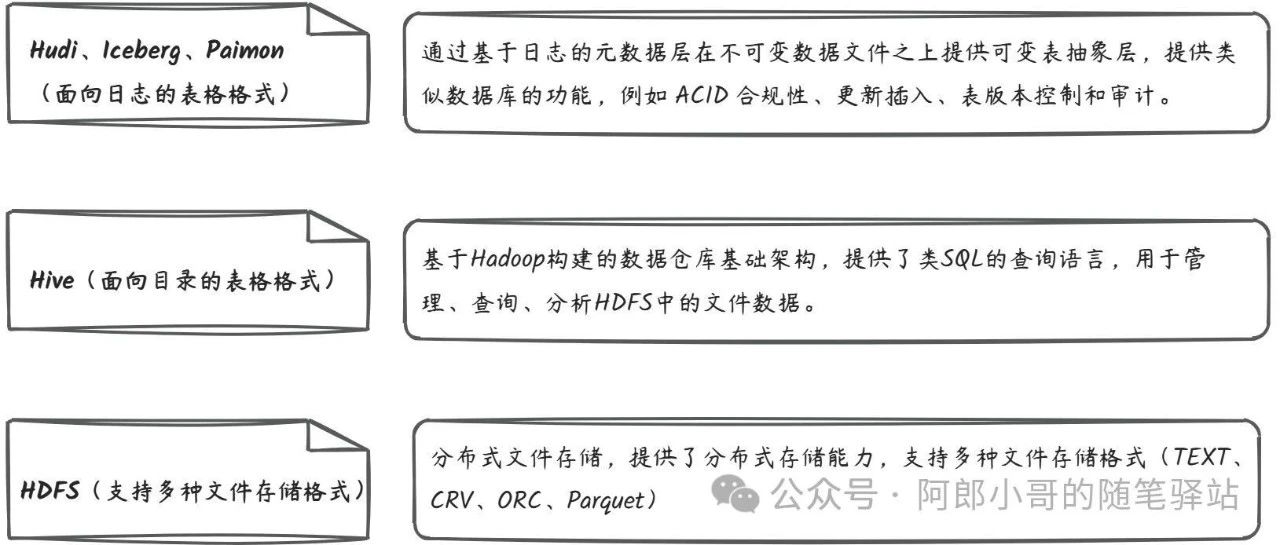 Hudi、Iceberg、Paimon
（面向日志的表格格式）
通过基于日志的元数据层在不可变数据文件之上提供可变表抽象层，提供类
似数据库的功能，例如 ACID 合规性、更新插入、表版本控制和审计。
Hive（面向目录的表格格式）
基于Hadoop构建的数据仓库基础架构，提供了类SQL的查询语言，用于管
理、查询、分析HDFS中的文件数据。
HDFS（支持多种文件存储格式）
分布式文件存储，提供了分布式存储能力，支持多种文件存储格式（TEXT、
CRV、ORC、Parquet）
公众号·阿郎小哥的随笔驿站